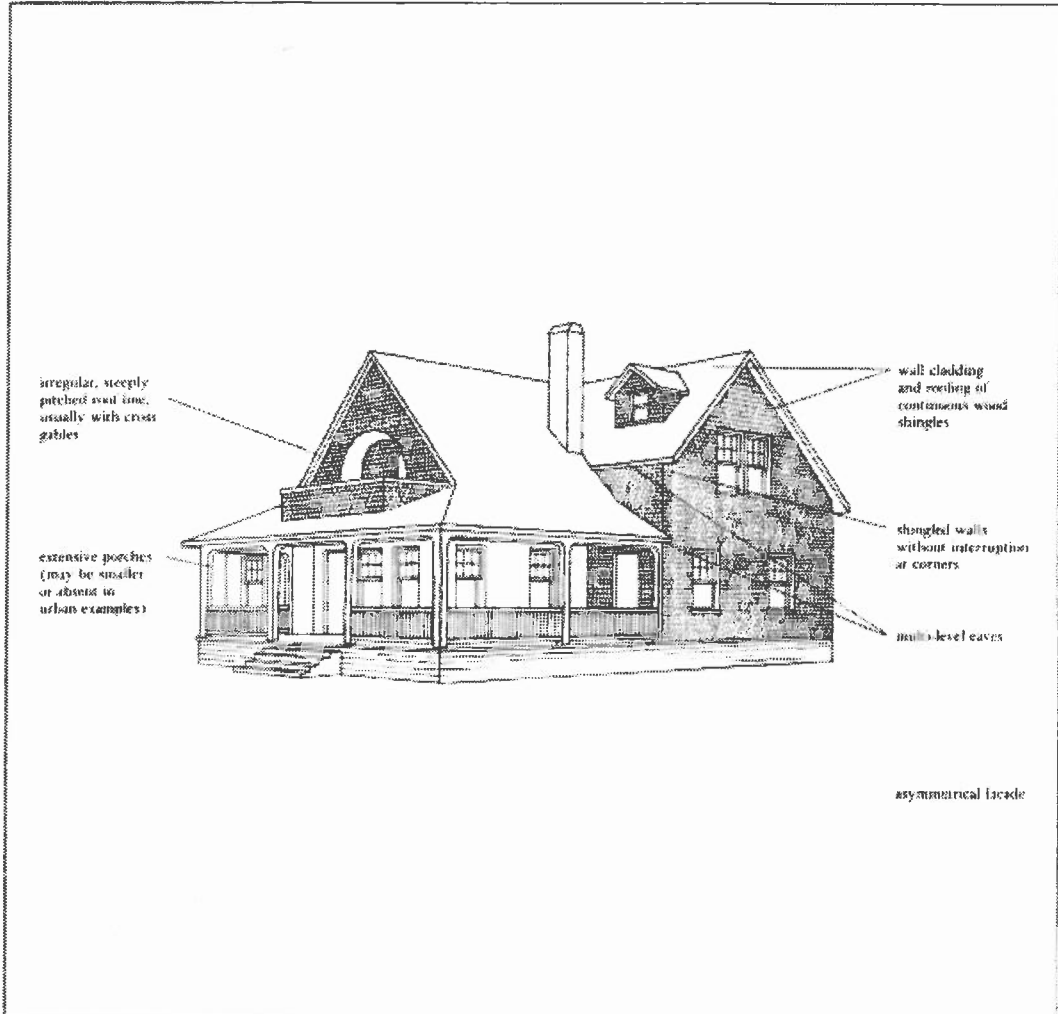 irregular, steeply
pitched roof line,
usually with cross
gables
extensive porches
(may be smaller
or absent in
urban examples)
wall cladding
and roofing of
continuous wood
shingles
shingled walls
without interruption
at corners
multi-level eaves
asymmetrical facade